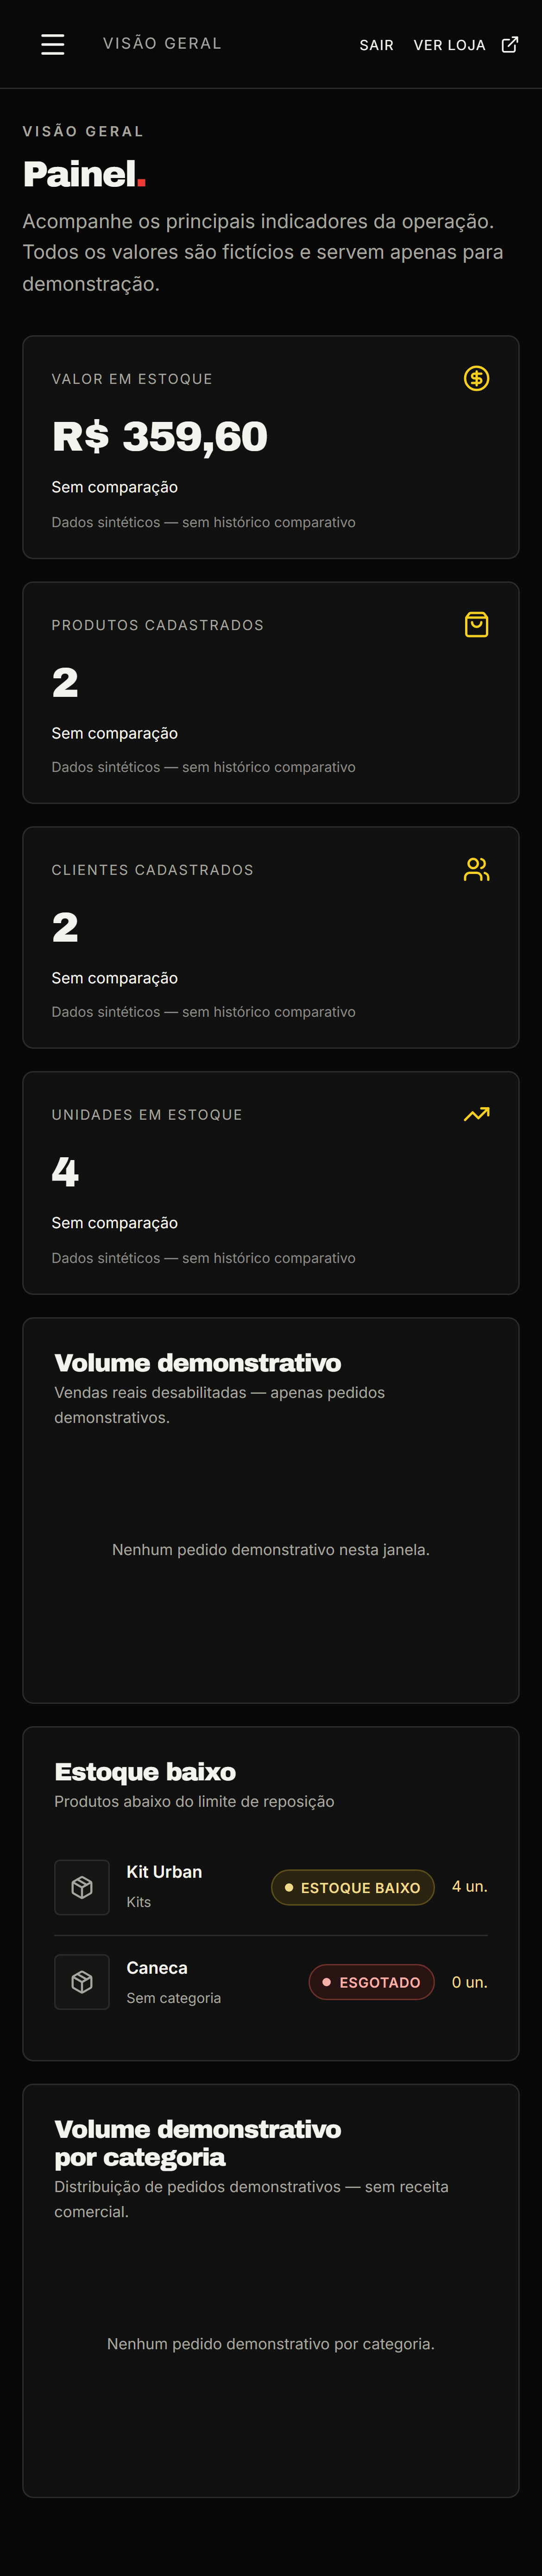 VISÃO GERAL
SAIR VER LOJA
VISÃO GERAL
Painel.
Acompanhe os principais indicadores da operação.
Todos os valores são fictícios e servem apenas para
demonstração.
VALOR EM ESTOQUE
R$ 359,60
Sem comparação
Dados sintéticos — sem histórico comparativo
PRODUTOS CADASTRADOS
2
Sem comparação
Dados sintéticos — sem histórico comparativo
CLIENTES CADASTRADOS
2
Sem comparação
Dados sintéticos — sem histórico comparativo
UNIDADES EM ESTOQUE
4
Sem comparação
Dados sintéticos — sem histórico comparativo
Volume demonstrativo
Vendas reais desabilitadas — apenas pedidos
demonstrativos.
Nenhum pedido demonstrativo nesta janela.
Estoque baixo
Produtos abaixo do limite de reposição
Kit Urban
Kits
ESTOQUE BAIXO
4 un.
Caneca
Sem categoria
ESGOTADO
0 un.
Volume demonstrativo
por categoria
Distribuição de pedidos demonstrativos — sem receita
comercial.
Nenhum pedido demonstrativo por categoria.